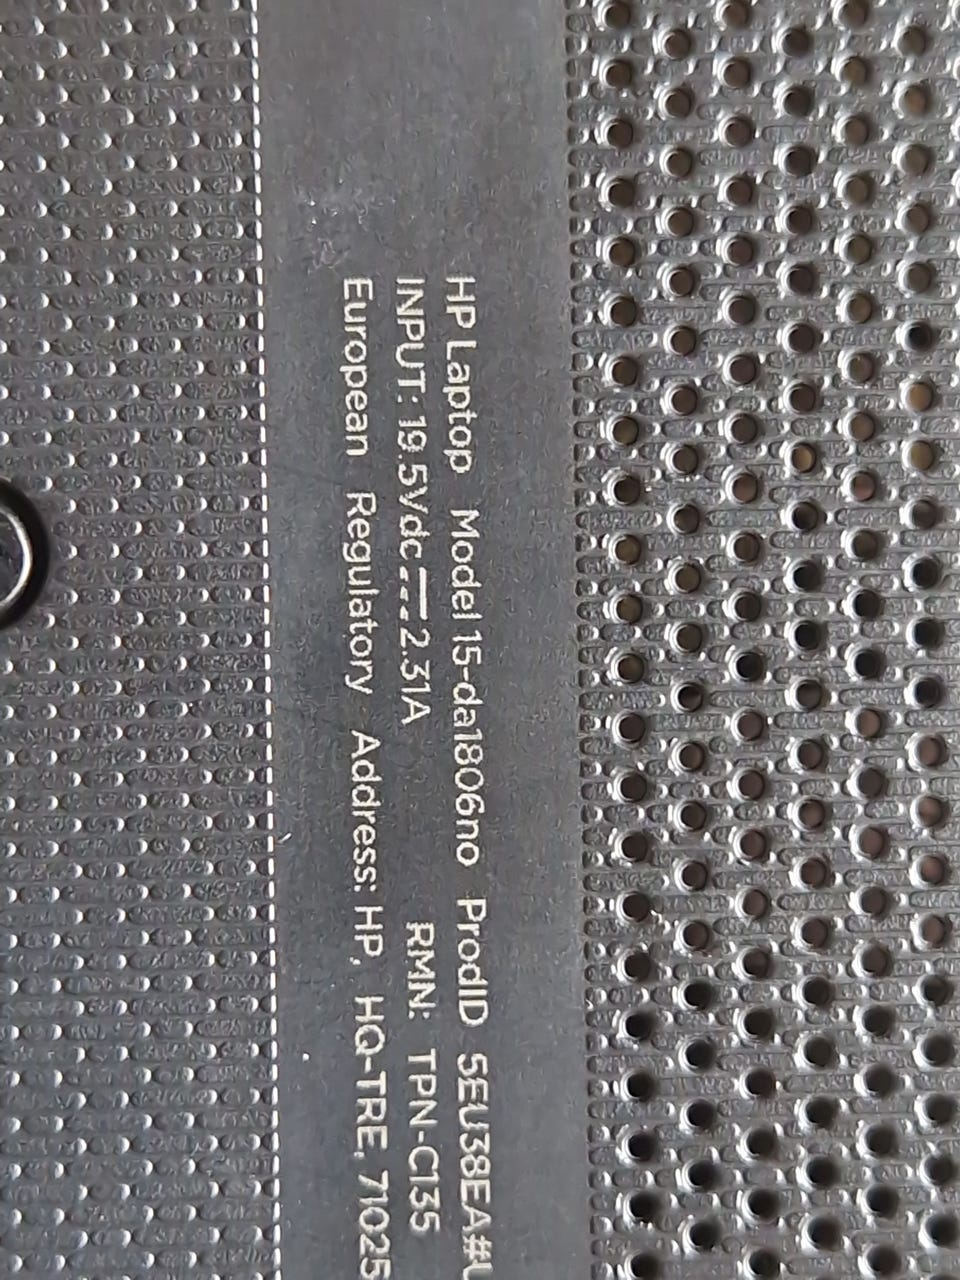 HP Laptop Model 15-da1806no ProdID 5EU38EA#U
INPUT: 19.5Vdc⎓2.31A RMN: TPN-C135
European Regulatory Address: HP, HQ-TRE, 71025